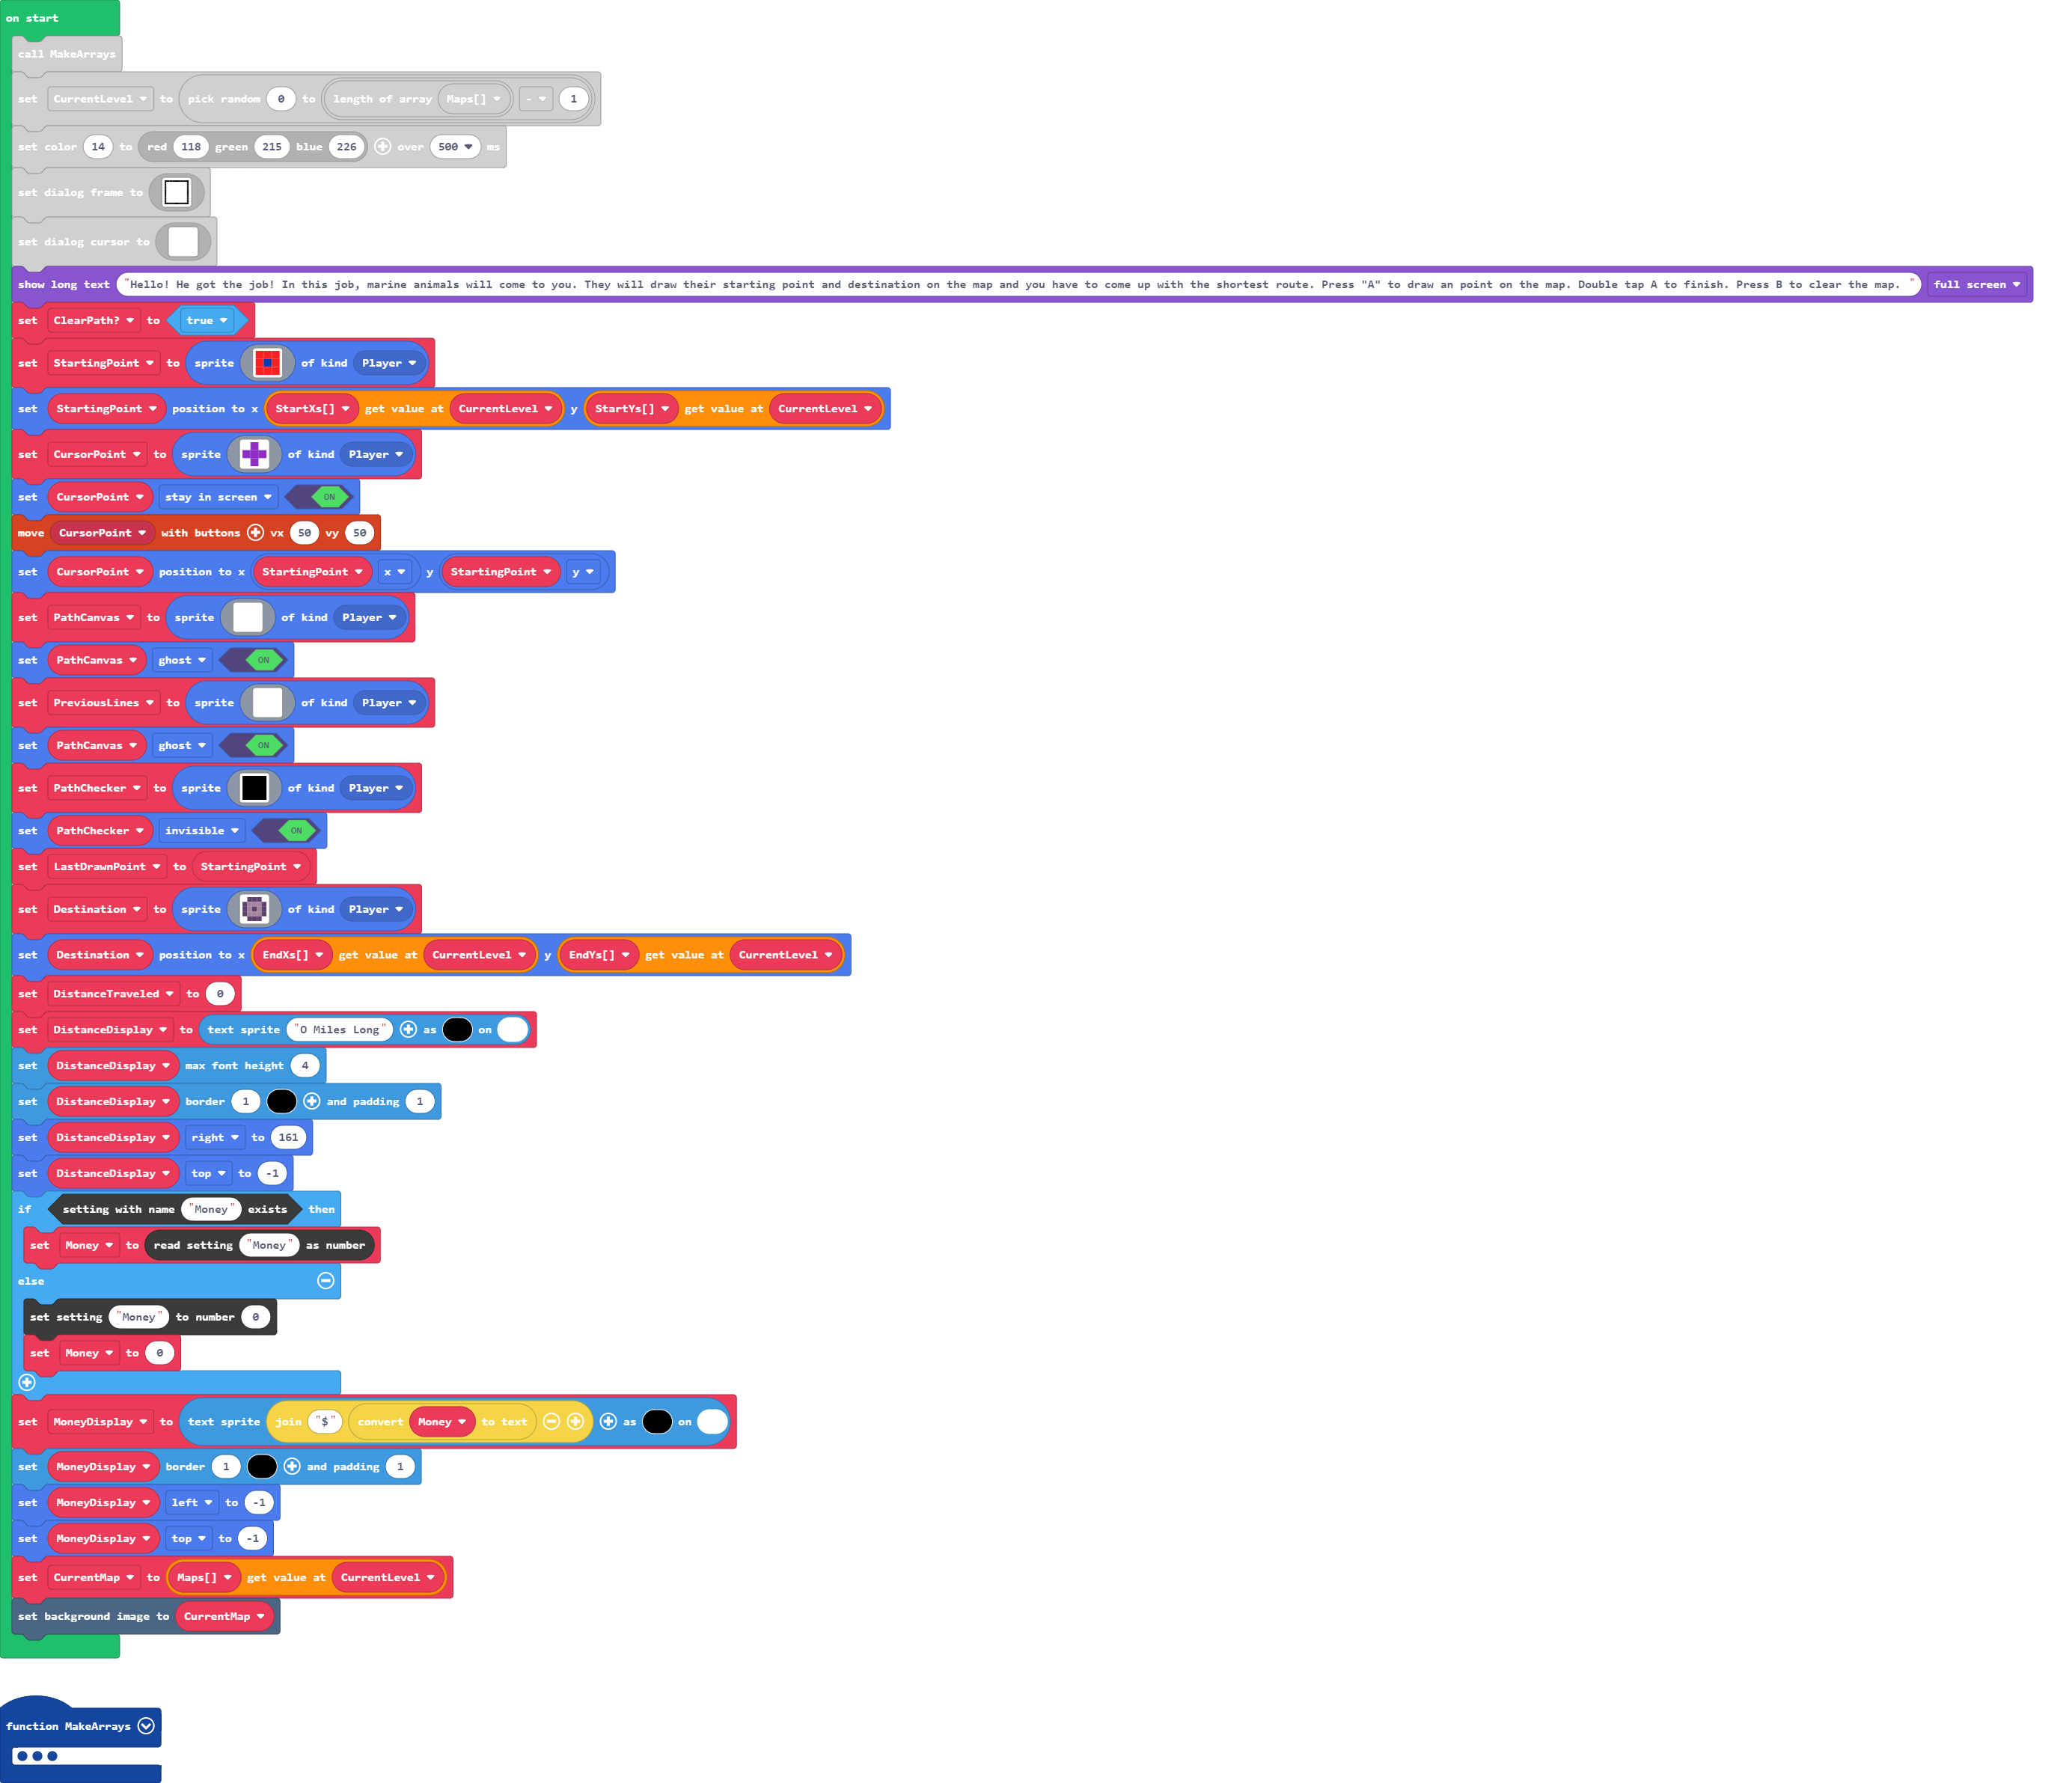 on start
call MakeArrays
set CurrentLevel to pick random 0 to length of array Maps[] - 1
set color 14 to red 118 green 215 blue 226 over 500 ms
set dialog frame to
set dialog cursor to
show long text "Hello! He got the job! In this job, marine animals will come to you. They will draw their starting point and destination on the map and you have to come up with the shortest route. Press "A" to draw an point on the map. Double tap A to finish. Press B to clear the map. " full screen
set ClearPath? to true
set StartingPoint to sprite of kind Player
set StartingPoint position to x StartXs[] get value at CurrentLevel y StartYs[] get value at CurrentLevel
set CursorPoint to sprite of kind Player
set CursorPoint stay in screen ON
move CursorPoint with buttons vx 50 vy 50
set CursorPoint position to x StartingPoint x y StartingPoint y
set PathCanvas to sprite of kind Player
set PathCanvas ghost ON
set PreviousLines to sprite of kind Player
set PathCanvas ghost ON
set PathChecker to sprite of kind Player
set PathChecker invisible ON
set LastDrawnPoint to StartingPoint
set Destination to sprite of kind Player
set Destination position to x EndXs[] get value at CurrentLevel y EndYs[] get value at CurrentLevel
set DistanceTraveled to 0
set DistanceDisplay to text sprite "O Miles Long" as on
set DistanceDisplay max font height 4
set DistanceDisplay border 1 and padding 1
set DistanceDisplay right to 161
set DistanceDisplay top to -1
if setting with name "Money" exists then
set Money to read setting "Money" as number
else
set setting "Money" to number 0
set Money to 0
set MoneyDisplay to text sprite join "$" convert Money to text as on
set MoneyDisplay border 1 and padding 1
set MoneyDisplay left to -1
set MoneyDisplay top to -1
set CurrentMap to Maps[] get value at CurrentLevel
set background image to CurrentMap
function MakeArrays